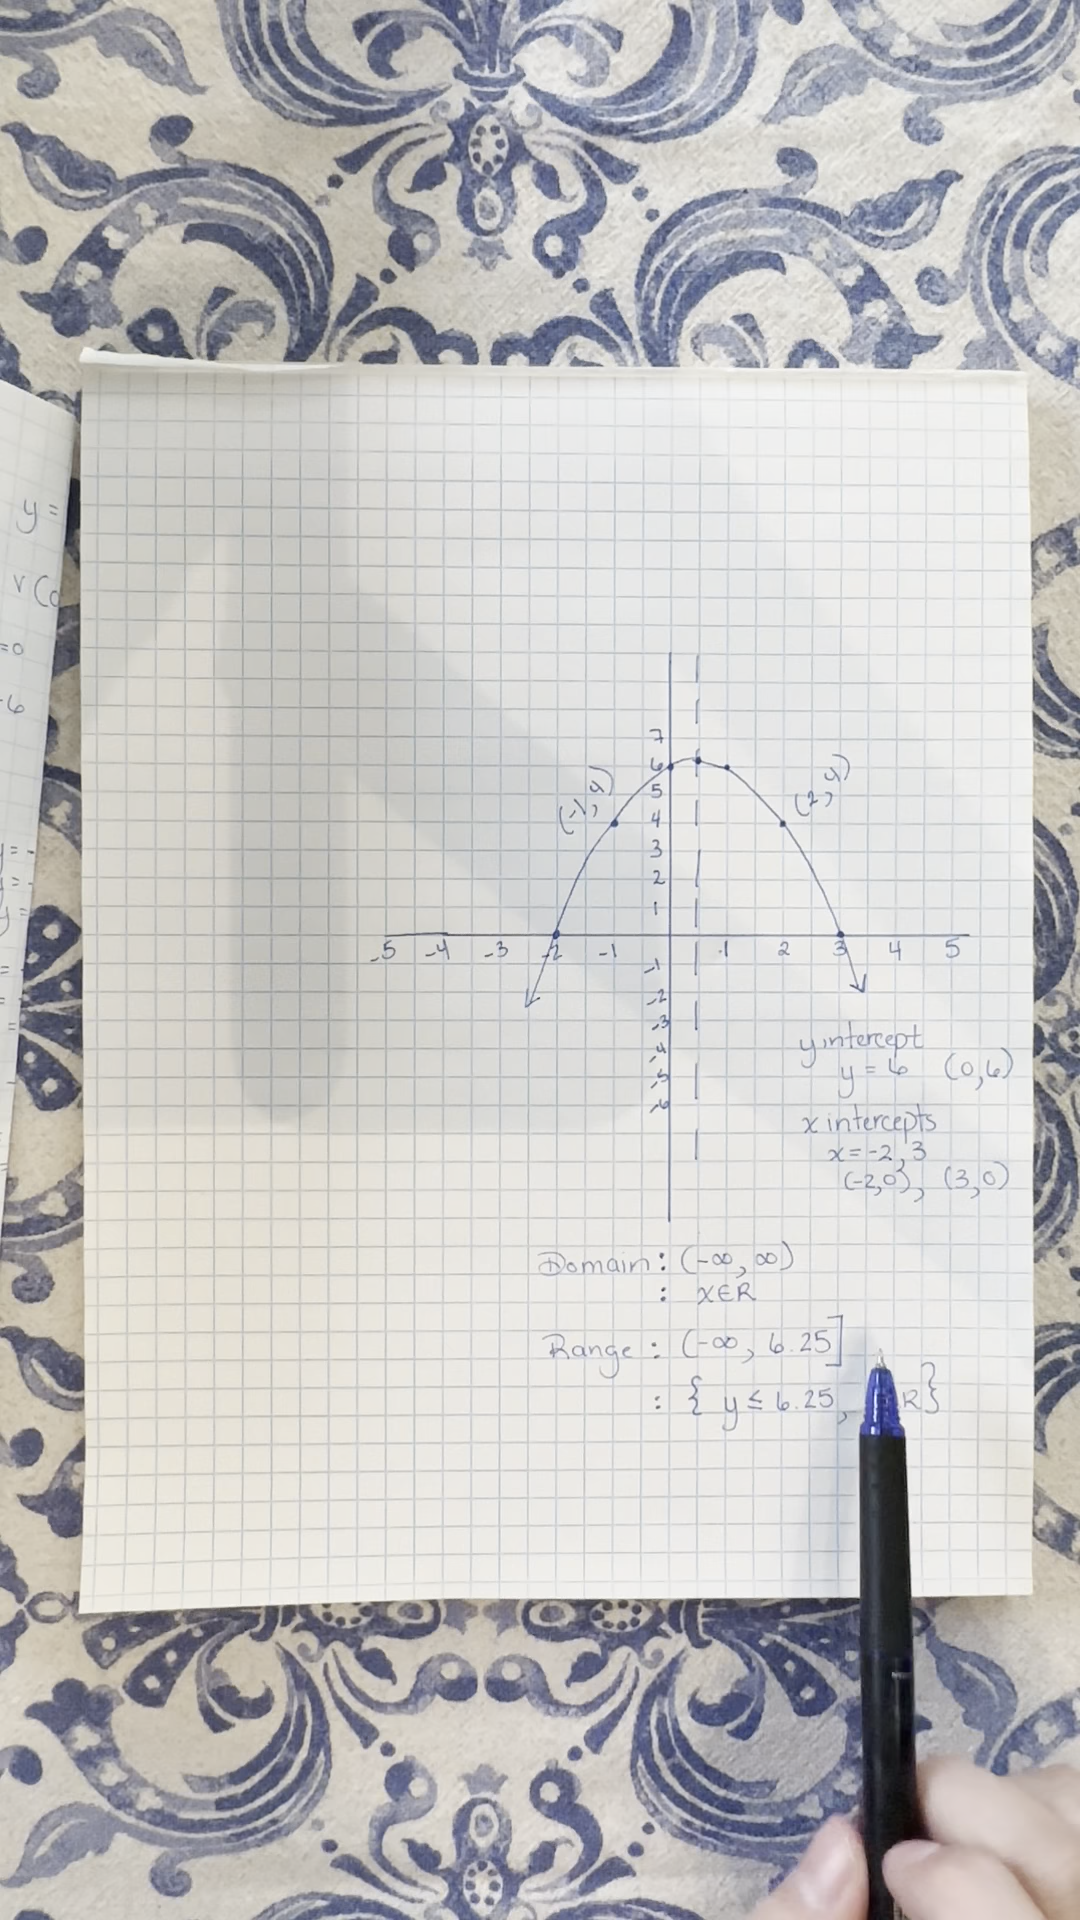 y =
v(0
=0
-6
y = -
y = -
y =
=
=
=
7
6
5
4
3
2
1
(-1, 4)
(2, 4)
-5 -4 -3 -2 -1 1 2 3 4 5
-1
-2
-3
-4
-5
-6
y intercept
y = 6 (0,6)
x intercepts
x = -2, 3
(-2,0), (3,0)
Domain : (-∞, ∞)
: x∈R
Range : (-∞, 6.25]
: { y ≤ 6.25, R}